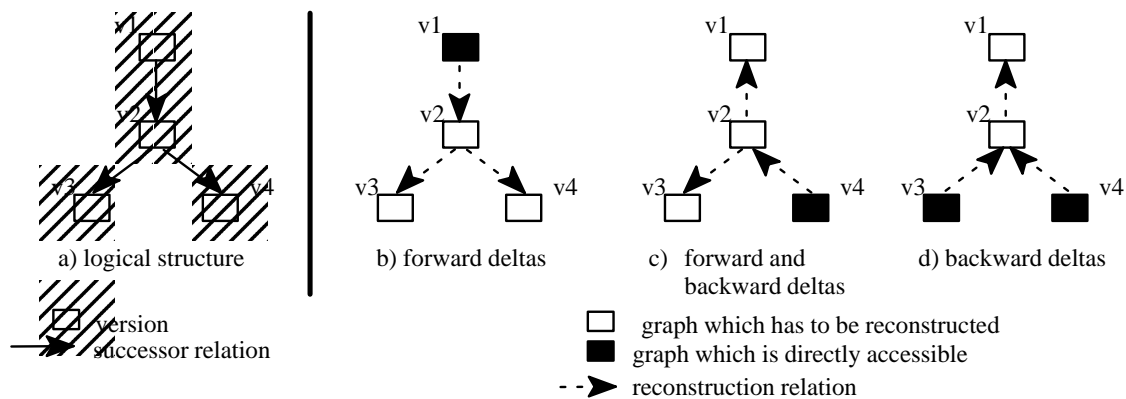 v1 v1 v1 v1
v2 v2 v2 v2
v3 v4 v3 v4 v3 v4 v3 v4
a) logical structure
b) forward deltas
c) forward and
backward deltas
d) backward deltas
version
successor relation
graph which has to be reconstructed
graph which is directly accessible
reconstruction relation